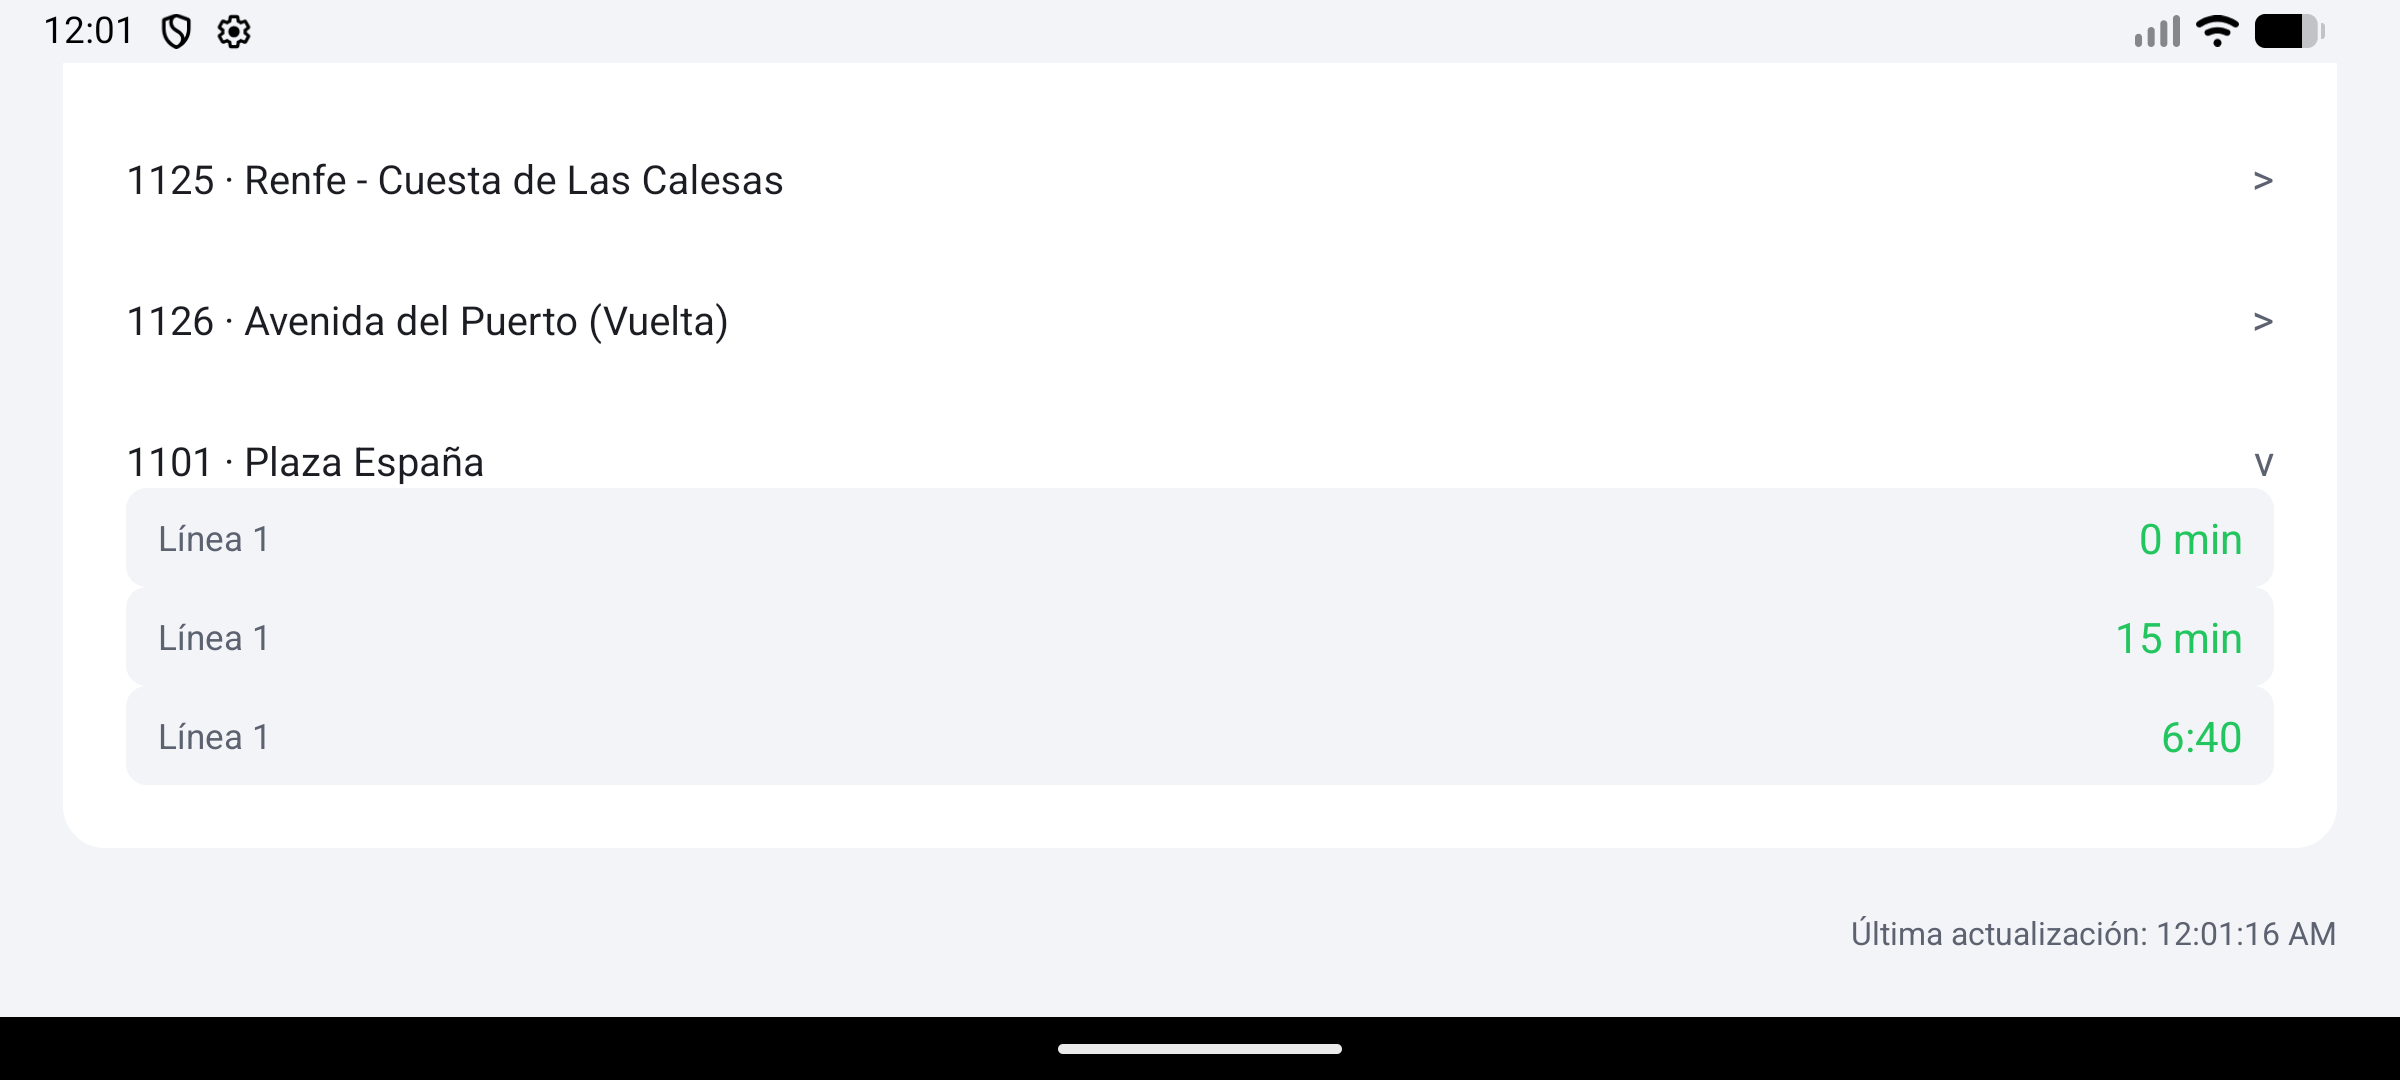 12:01
1125 · Renfe - Cuesta de Las Calesas >
1126 · Avenida del Puerto (Vuelta) >
1101 · Plaza España v
Línea 1 0 min
Línea 1 15 min
Línea 1 6:40
Última actualización: 12:01:16 AM